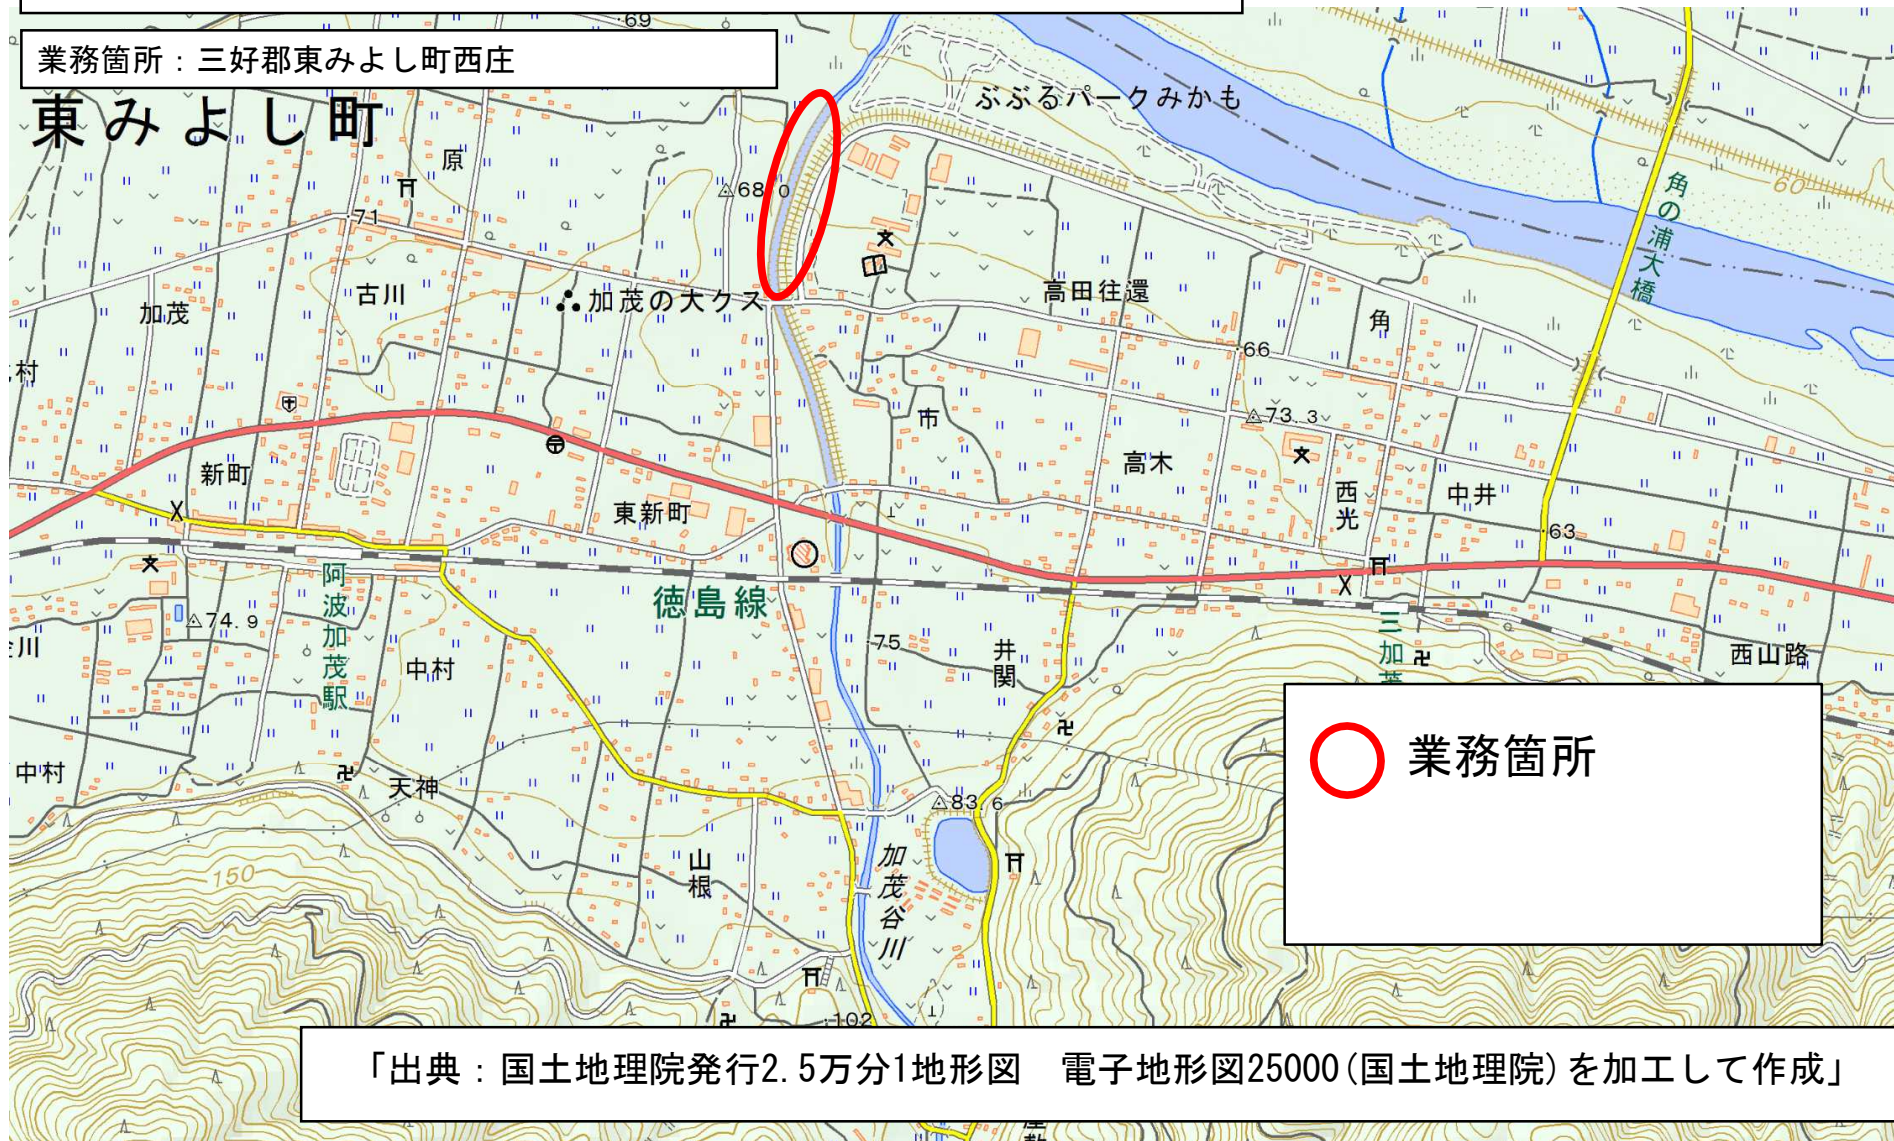 業務箇所：三好郡東みよし町西庄
東みよし町
69
ぶぶるパークみかも
原
68.0
60
角の浦大橋
71
加茂
古川
加茂の大クス
高田往還
角
66
村
市
73.3
新町
高木
西光
中井
東新町
63
阿波加茂駅
徳島線
74.9
75
井関
三加茂
西山路
川
中村
中村
天神
83.6
業務箇所
150
山根
加茂谷川
102
「出典：国土地理院発行2.5万分1地形図　電子地形図25000(国土地理院)を加工して作成」